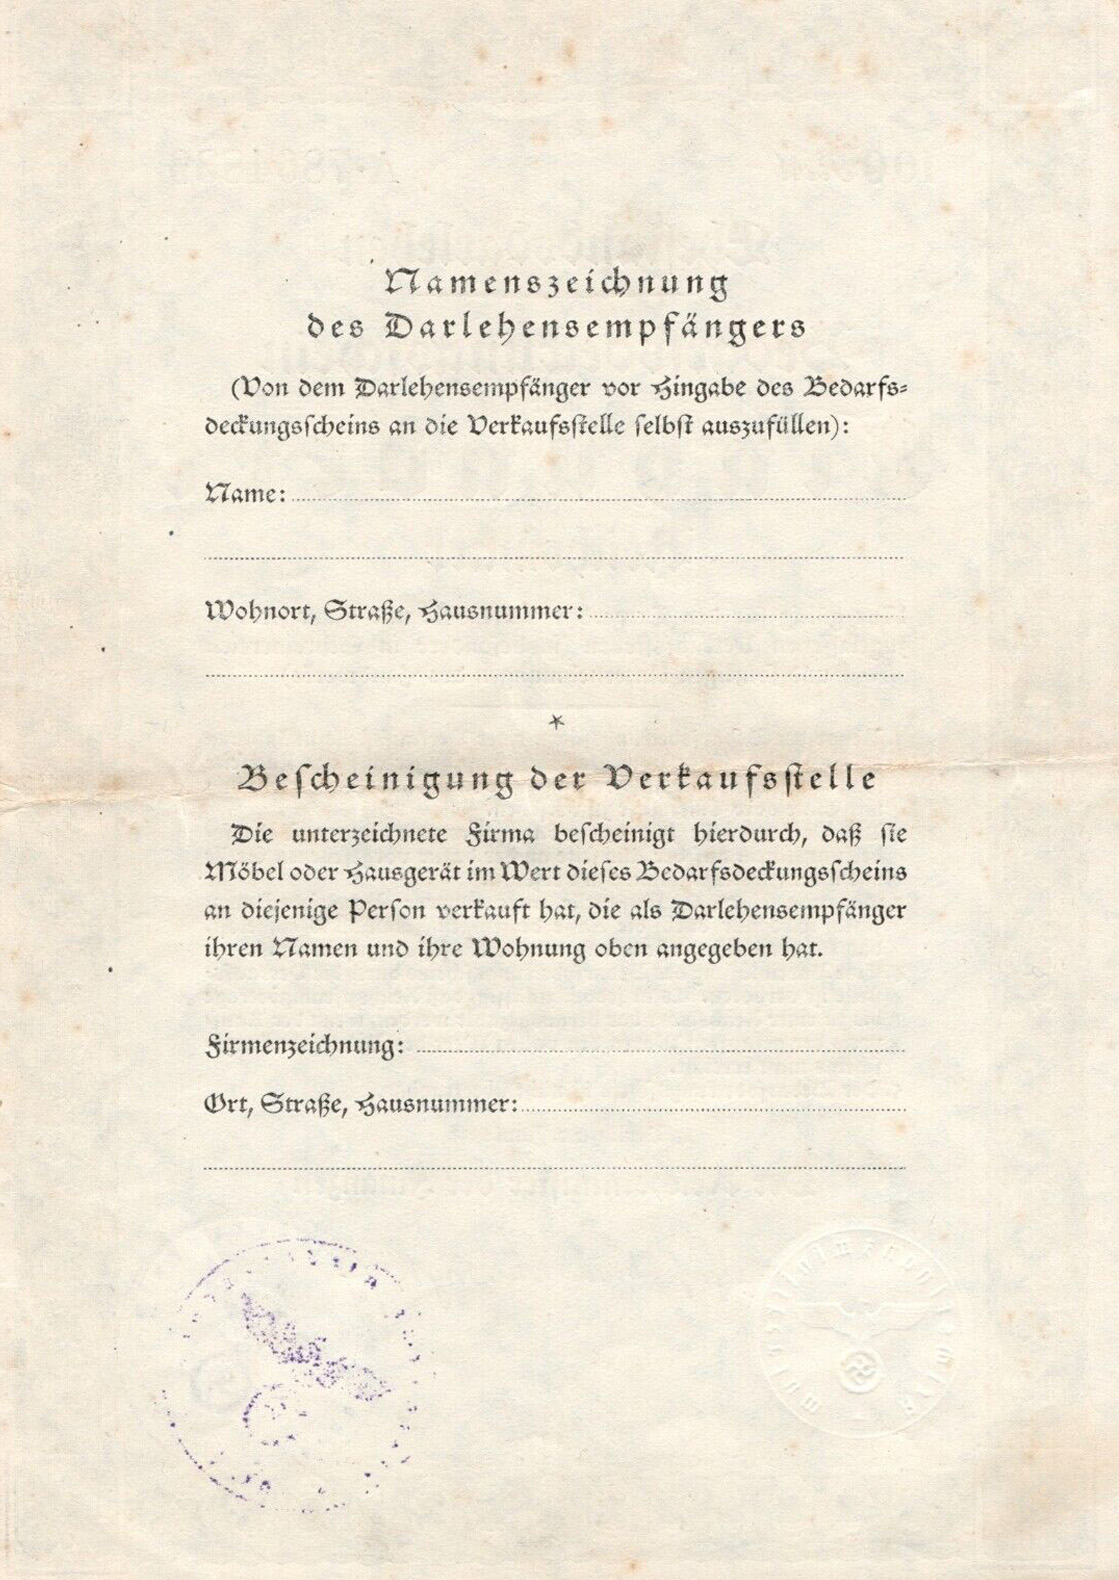 Namenszeichnung
des Darlehensempfängers
(Von dem Darlehensempfänger vor Hingabe des Bedarfs-
deckungsscheins an die Verkaufsstelle selbst auszufüllen):
Name:
Wohnort, Straße, Hausnummer:
*
Bescheinigung der Verkaufsstelle
Die unterzeichnete Firma bescheinigt hierdurch, daß sie
Möbel oder Hausgerät im Wert dieses Bedarfsdeckungsscheins
an diejenige Person verkauft hat, die als Darlehensempfänger
ihren Namen und ihre Wohnung oben angegeben hat.
Firmenzeichnung:
Ort, Straße, Hausnummer: